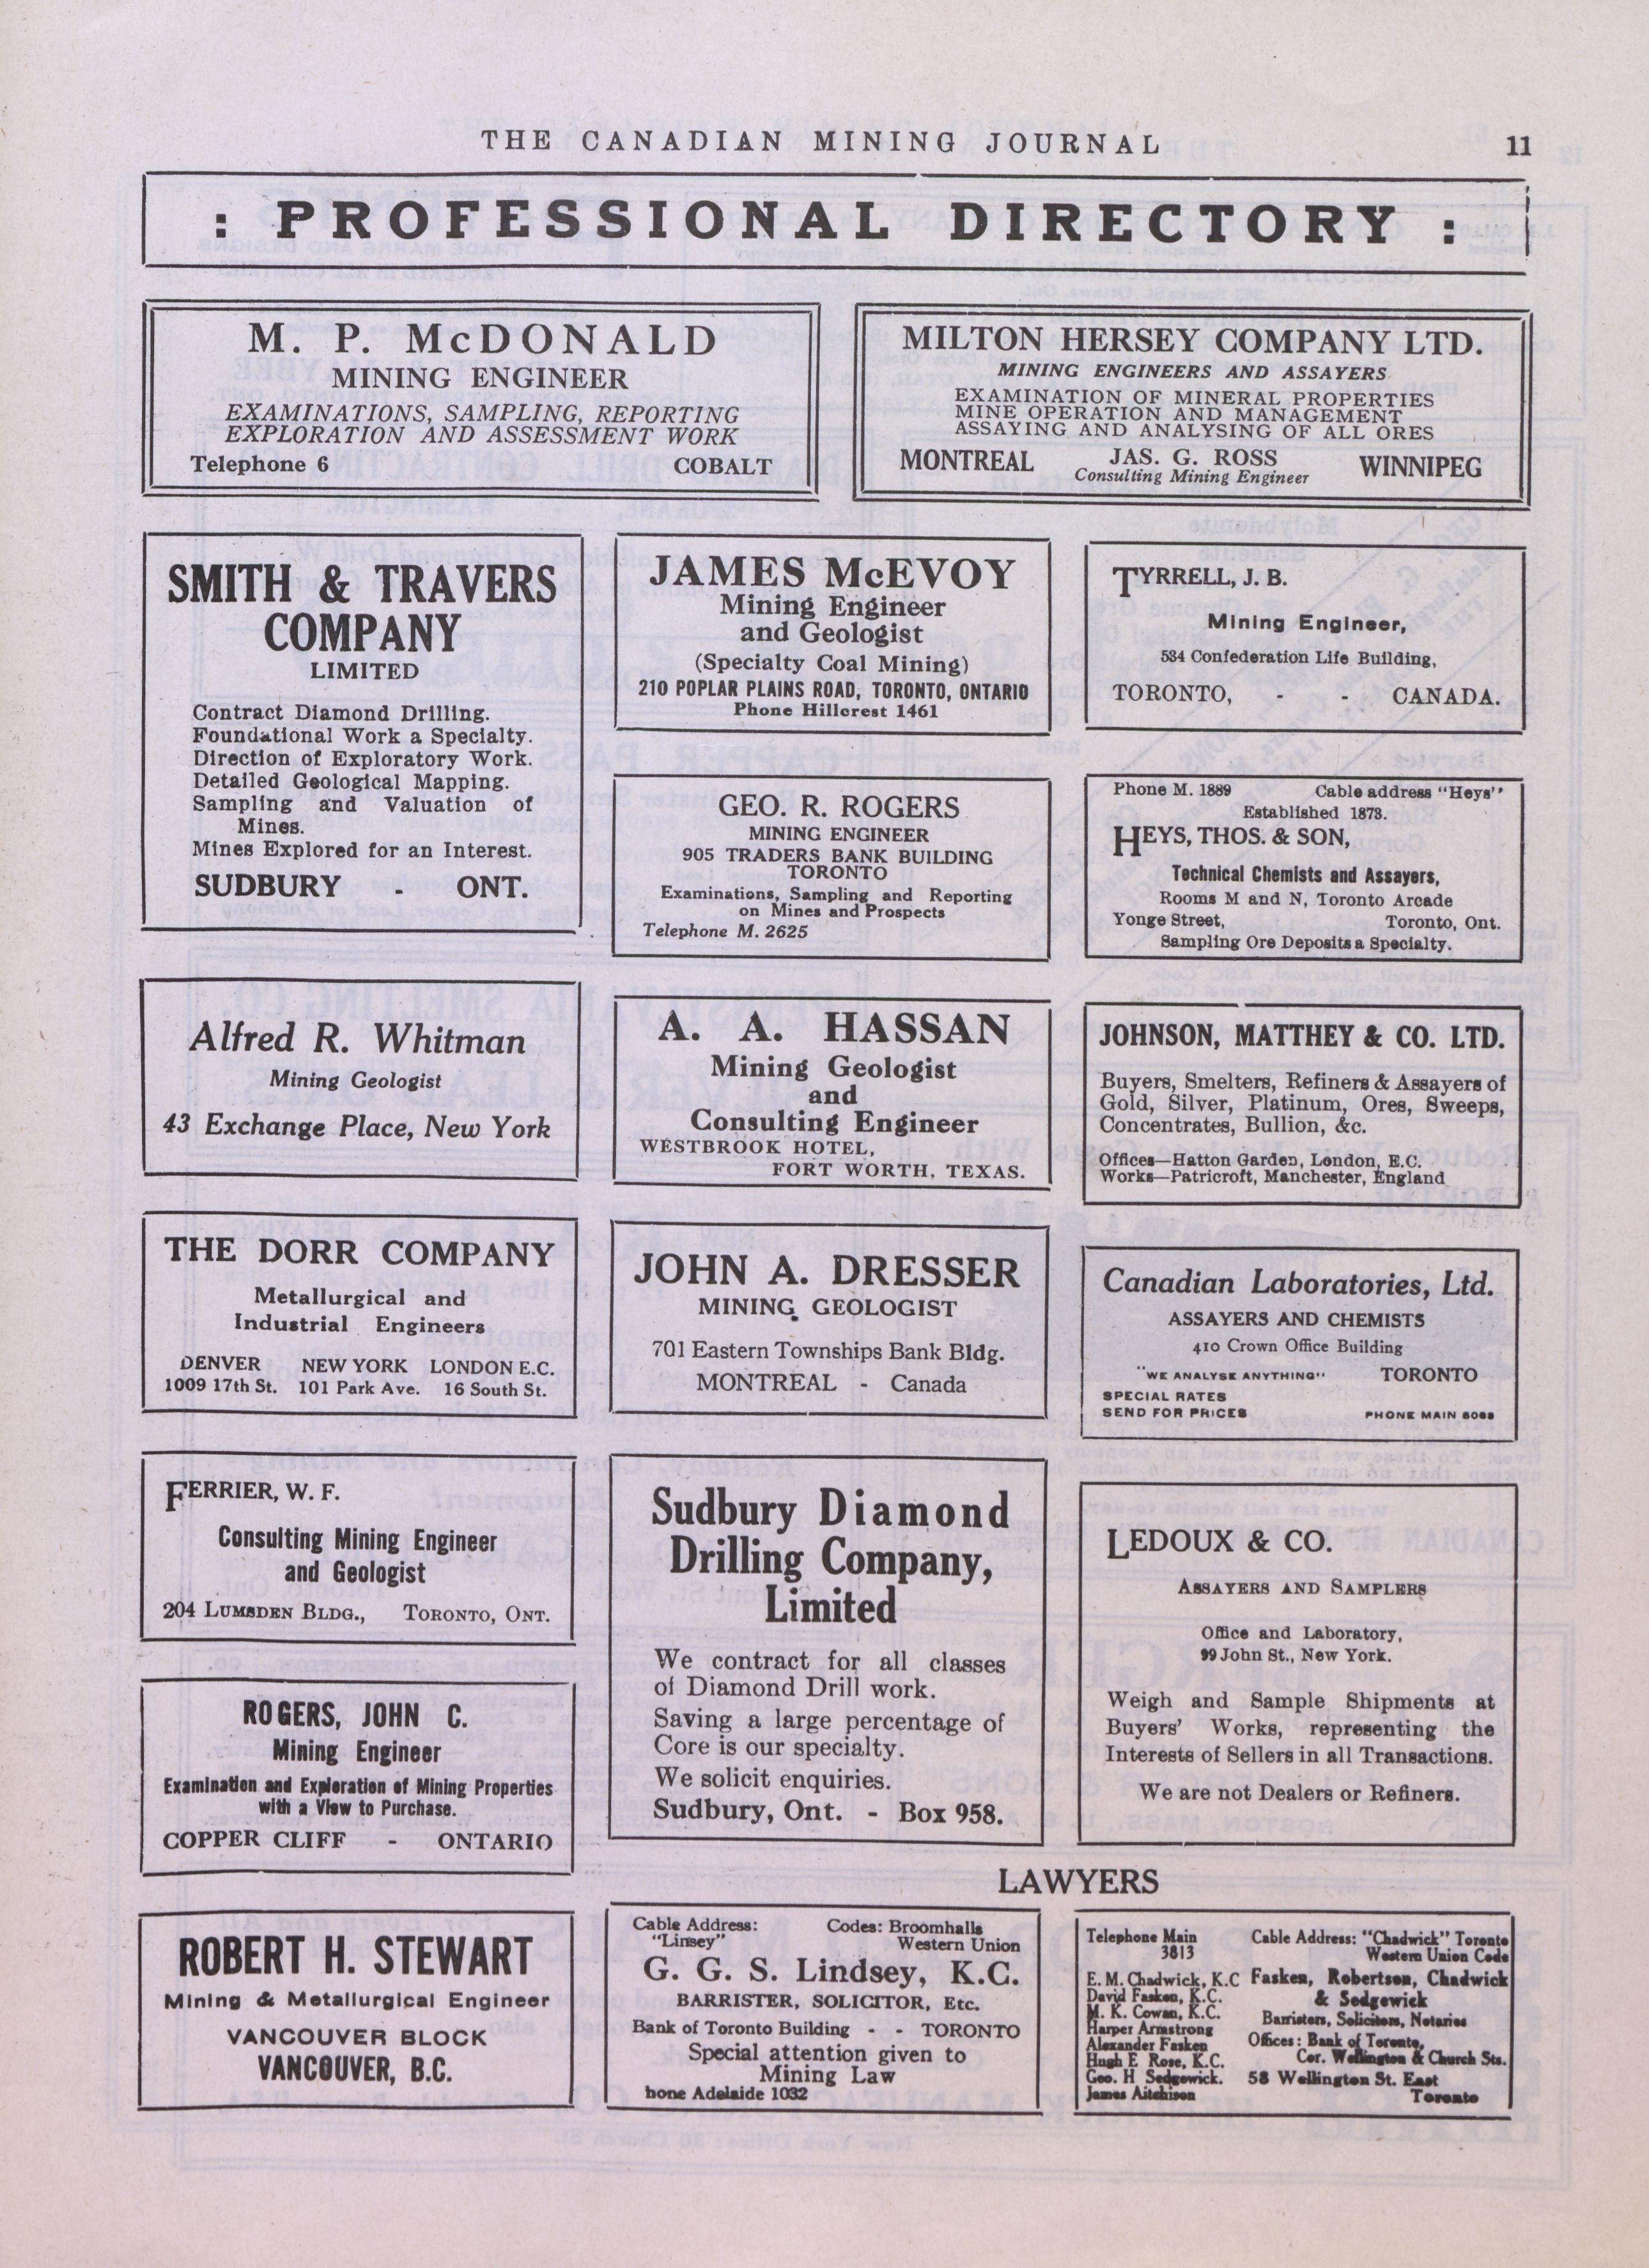 THE CANADIAN MINING JOURNAL 11
: PROFESSIONAL DIRECTORY :
M. P. McDONALD
MINING ENGINEER
EXAMINATIONS, SAMPLING, REPORTING
EXPLORATION AND ASSESSMENT WORK
Telephone 6 COBALT
MILTON HERSEY COMPANY LTD.
MINING ENGINEERS AND ASSAYERS
EXAMINATION OF MINERAL PROPERTIES
MINE OPERATION AND MANAGEMENT
ASSAYING AND ANALYSING OF ALL ORES
MONTREAL JAS. G. ROSS WINNIPEG
Consulting Mining Engineer
SMITH & TRAVERS
COMPANY
LIMITED
Contract Diamond Drilling.
Foundational Work a Specialty.
Direction of Exploratory Work.
Detailed Geological Mapping.
Sampling and Valuation of
Mines.
Mines Explored for an Interest.
SUDBURY - ONT.
JAMES McEVOY
Mining Engineer
and Geologist
(Specialty Coal Mining)
210 POPLAR PLAINS ROAD, TORONTO, ONTARIO
Phone Hillcrest 1461
TYRRELL, J. B.
Mining Engineer,
534 Confederation Life Building,
TORONTO, - - CANADA.
GEO. R. ROGERS
MINING ENGINEER
905 TRADERS BANK BUILDING
TORONTO
Examinations, Sampling and Reporting
on Mines and Prospects
Telephone M. 2625
Phone M. 1889 Cable address "Heys"
Established 1873.
HEYS, THOS. & SON,
Technical Chemists and Assayers,
Rooms M and N, Toronto Arcade
Yonge Street, Toronto, Ont.
Sampling Ore Deposits a Specialty.
Alfred R. Whitman
Mining Geologist
43 Exchange Place, New York
A. A. HASSAN
Mining Geologist
and
Consulting Engineer
WESTBROOK HOTEL,
FORT WORTH, TEXAS.
JOHNSON, MATTHEY & CO. LTD.
Buyers, Smelters, Refiners & Assayers of
Gold, Silver, Platinum, Ores, Sweeps,
Concentrates, Bullion, &c.
Offices—Hatton Garden, London, E.C.
Works—Patricroft, Manchester, England
THE DORR COMPANY
Metallurgical and
Industrial Engineers
DENVER NEW YORK LONDON E.C.
1009 17th St. 101 Park Ave. 16 South St.
JOHN A. DRESSER
MINING GEOLOGIST
701 Eastern Townships Bank Bldg.
MONTREAL - Canada
Canadian Laboratories, Ltd.
ASSAYERS AND CHEMISTS
410 Crown Office Building
"WE ANALYSE ANYTHING" TORONTO
SPECIAL RATES
SEND FOR PRICES PHONE MAIN 5063
FERRIER, W. F.
Consulting Mining Engineer
and Geologist
204 LUMSDEN BLDG., TORONTO, ONT.
Sudbury Diamond
Drilling Company,
Limited
We contract for all classes
of Diamond Drill work.
Saving a large percentage of
Core is our specialty.
We solicit enquiries.
Sudbury, Ont. - Box 958.
LEDOUX & CO.
ASSAYERS AND SAMPLERS
Office and Laboratory,
99 John St., New York.
Weigh and Sample Shipments at
Buyers' Works, representing the
Interests of Sellers in all Transactions.
We are not Dealers or Refiners.
ROGERS, JOHN C.
Mining Engineer
Examination and Exploration of Mining Properties
with a View to Purchase.
COPPER CLIFF - ONTARIO
LAWYERS
ROBERT H. STEWART
Mining & Metallurgical Engineer
VANCOUVER BLOCK
VANCOUVER, B.C.
Cable Address: Codes: Broomhalls
"Linsey" Western Union
G. G. S. Lindsey, K.C.
BARRISTER, SOLICITOR, Etc.
Bank of Toronto Building - - TORONTO
Special attention given to
Mining Law
hone Adelaide 1032
Telephone Main
3813
E. M. Chadwick, K.C
David Fasken, K.C.
M. K. Cowan, K.C.
Harper Armstrong
Alexander Fasken
Hugh E Rose, K.C.
Geo. H Sedgewick.
James Aitchison
Cable Address: "Chadwick" Toronto
Western Union Code
Fasken, Robertson, Chadwick
& Sedgewick
Barristers, Solicitors, Notaries
Offices: Bank of Toronto,
Cor. Wellington & Church Sts.
58 Wellington St. East
Toronto